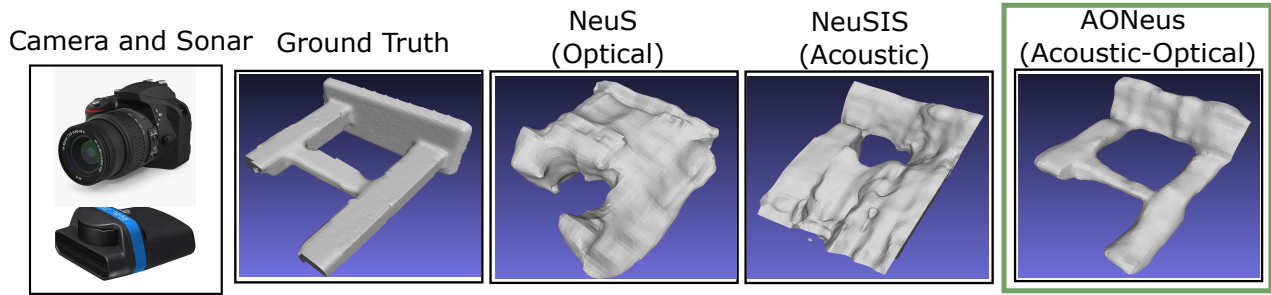 Camera and Sonar
Ground Truth
NeuS
(Optical)
NeuSIS
(Acoustic)
AONeus
(Acoustic-Optical)